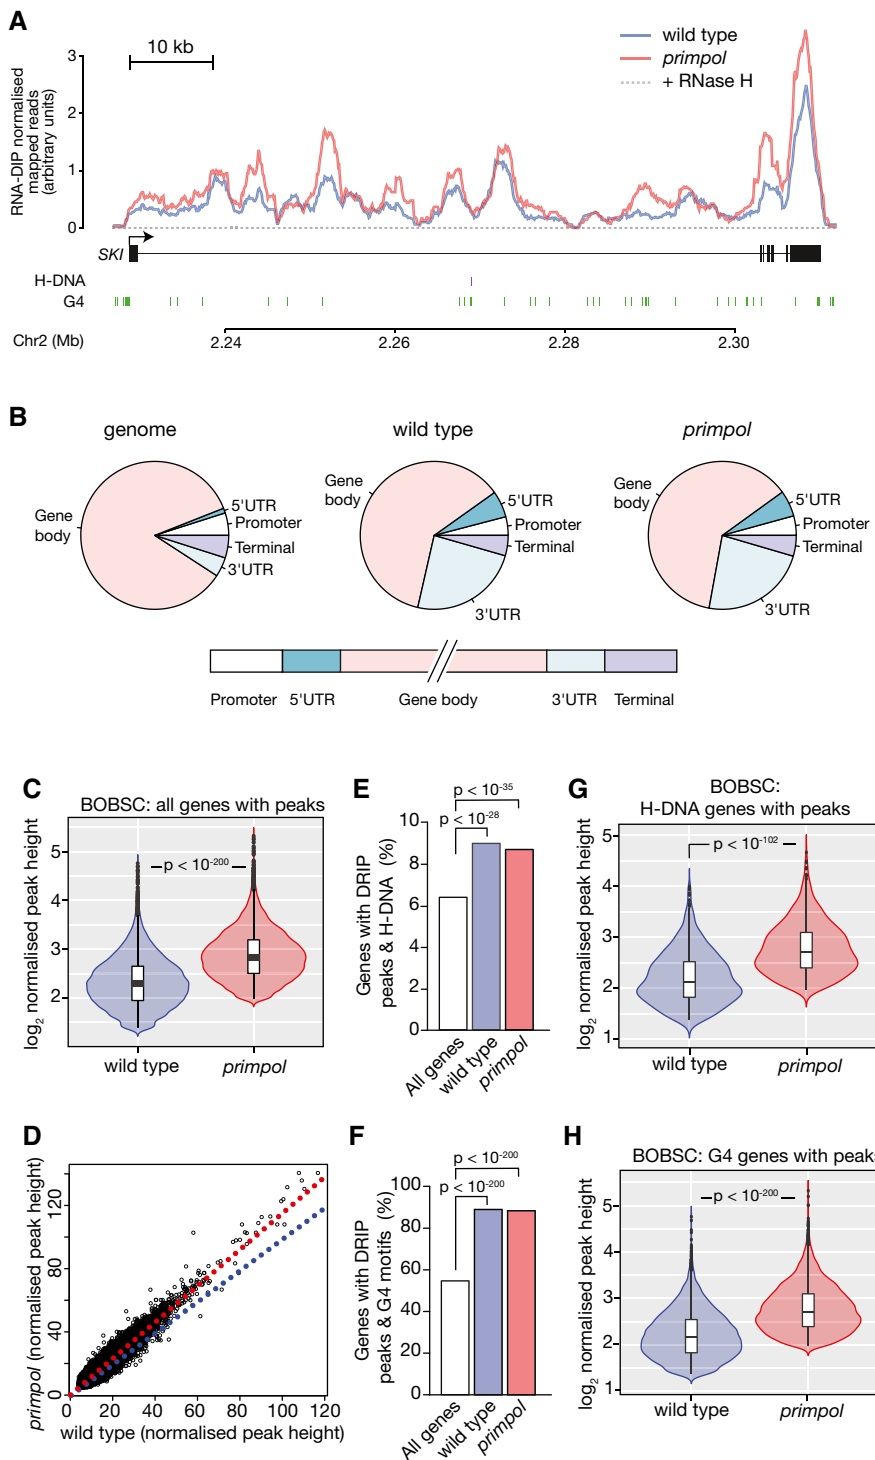 A
10 kb
wild type
primpol
+ RNase H
RNA-DIP normalised
mapped reads
(arbitrary units)
3
2
1
0
SKI
H-DNA
G4
Chr2 (Mb)
2.24
2.26
2.28
2.30
B
genome
wild type
primpol
Gene
body
5'UTR
Promoter
Terminal
3'UTR
Gene
body
5'UTR
Promoter
Terminal
3'UTR
Gene
body
5'UTR
Promoter
Terminal
3'UTR
Promoter
5'UTR
Gene body
3'UTR
Terminal
C
BOBSC: all genes with peaks
log2 normalised peak height
5
4
3
2
p < 10-200
wild type
primpol
D
primpol (normalised peak height)
120
80
40
0
0
20
40
60
80
100
120
wild type (normalised peak height)
E
p < 10-35
p < 10-28
Genes with DRIP
peaks & H-DNA (%)
10
8
6
4
2
0
All genes
wild type
primpol
F
p < 10-200
p < 10-200
Genes with DRIP
peaks & G4 motifs (%)
100
80
60
40
20
0
All genes
wild type
primpol
G
BOBSC:
H-DNA genes with peaks
log2 normalised peak height
5
4
3
2
1
p < 10-102
wild type
primpol
H
BOBSC: G4 genes with peaks
log2 normalised peak height
5
4
3
2
1
p < 10-200
wild type
primpol